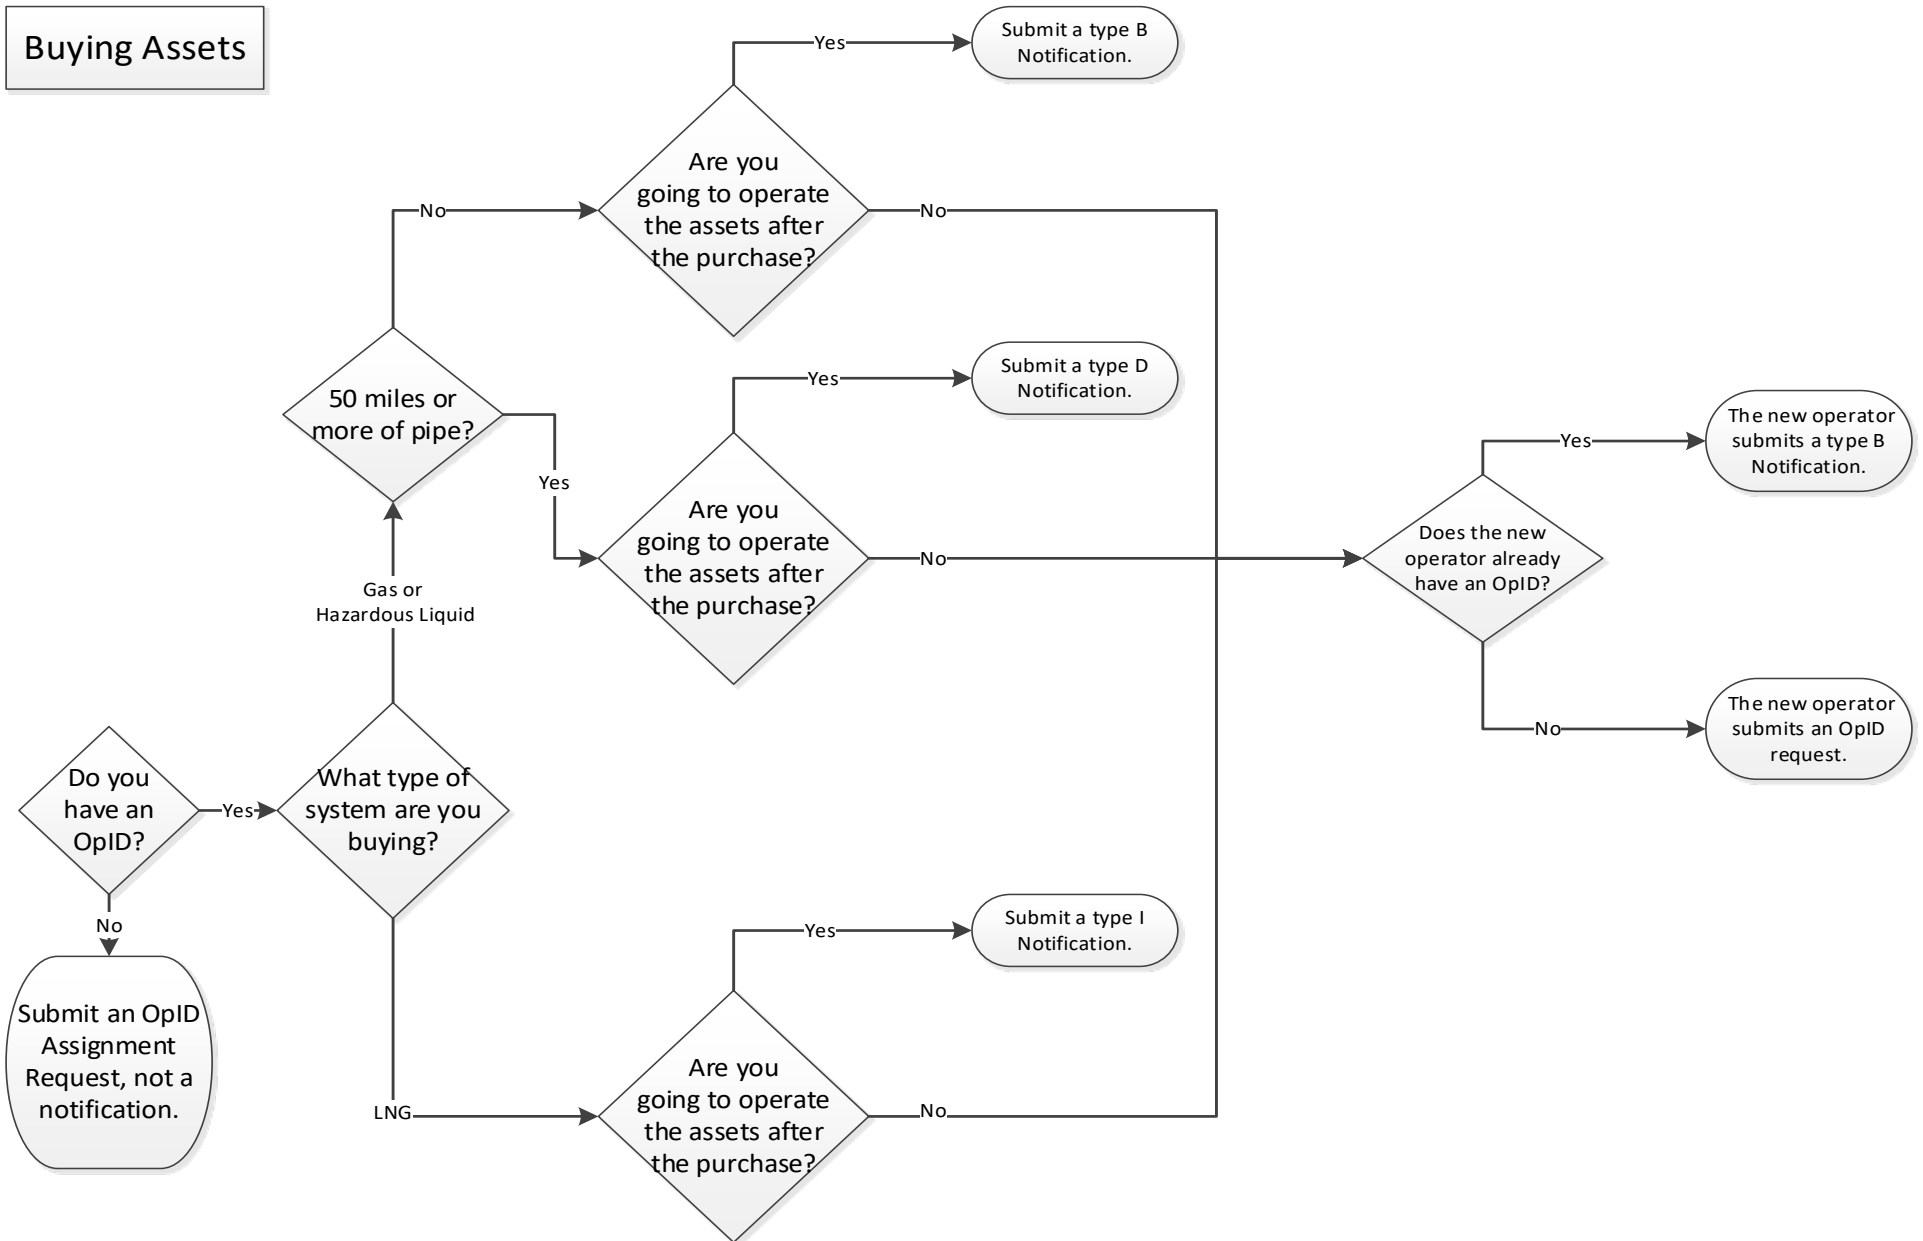 Buying Assets
Yes
Submit a type B
Notification.
Are you
going to operate
the assets after
the purchase?
No
No
50 miles or
more of pipe?
Yes
Yes
Submit a type D
Notification.
Are you
going to operate
the assets after
the purchase?
No
Gas or
Hazardous Liquid
Do you
have an
OpID?
Yes
What type of
system are you
buying?
No
Submit an OpID
Assignment
Request, not a
notification.
LNG
Yes
Submit a type I
Notification.
Are you
going to operate
the assets after
the purchase?
No
Does the new
operator already
have an OpID?
Yes
The new operator
submits a type B
Notification.
No
The new operator
submits an OpID
request.